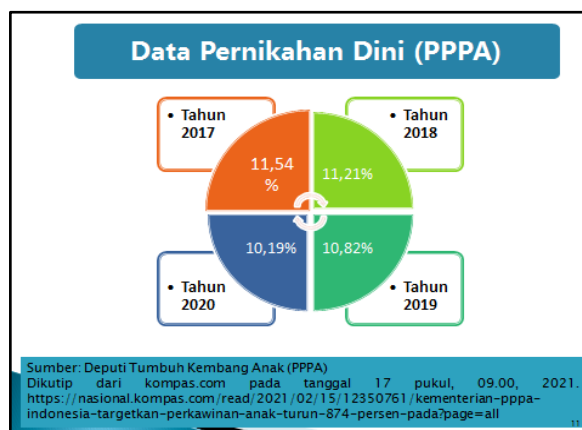 Data Pernikahan Dini (PPPA)
• Tahun
2017
• Tahun
2018
11,54
%
11,21%
10,19%
10,82%
• Tahun
2020
• Tahun
2019
Sumber: Deputi Tumbuh Kembang Anak (PPPA)
Dikutip dari kompas.com pada tanggal 17 pukul, 09.00, 2021.
https://nasional.kompas.com/read/2021/02/15/12350761/kementerian-pppa-
indonesia-targetkan-perkawinan-anak-turun-874-persen-pada?page=all
11